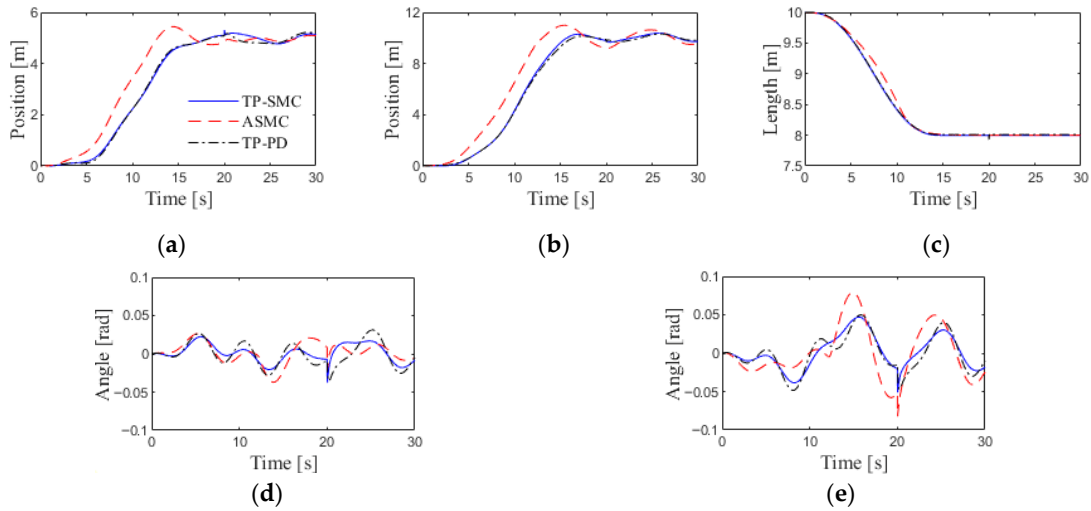 6
4
2
0
Position [m]
0 5 10 15 20 25 30
Time [s]
TP-SMC
ASMC
TP-PD
(a)
12
8
4
0
Position [m]
0 5 10 15 20 25 30
Time [s]
(b)
10
9.5
9
8.5
8
7.5
Length [m]
0 5 10 15 20 25 30
Time [s]
(c)
0.1
0.05
0
−0.05
−0.1
Angle [rad]
0 10 20 30
Time [s]
(d)
0.1
0.05
0
−0.05
−0.1
Angle [rad]
0 10 20 30
Time [s]
(e)